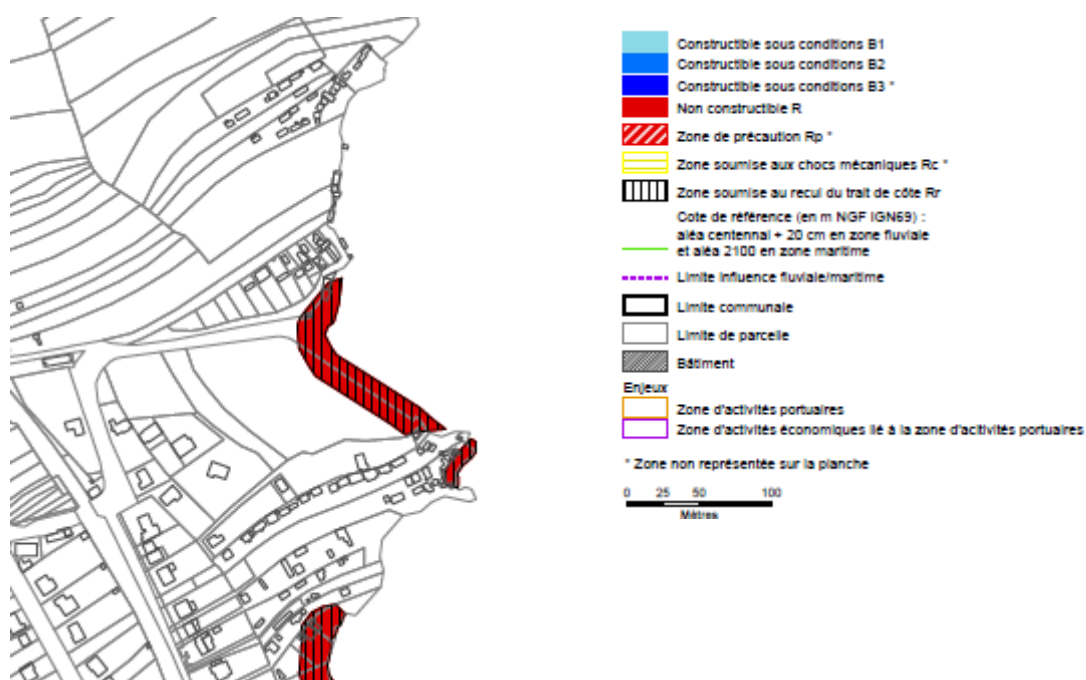 Constructible sous conditions B1
Constructible sous conditions B2
Constructible sous conditions B3 *
Non constructible R
Zone de précaution Rp *
Zone soumise aux chocs mécaniques Rc *
Zone soumise au recul du trait de côte Rr
Cote de référence (en m NGF IGN69) :
aléa centennal + 20 cm en zone fluviale
et aléa 2100 en zone maritime
Limite influence fluviale/maritime
Limite communale
Limite de parcelle
Bâtiment
Enjeux
Zone d'activités portuaires
Zone d'activités économiques lié à la zone d'acitivités portuaires
* Zone non représentée sur la planche
0 25 50 100
Mètres